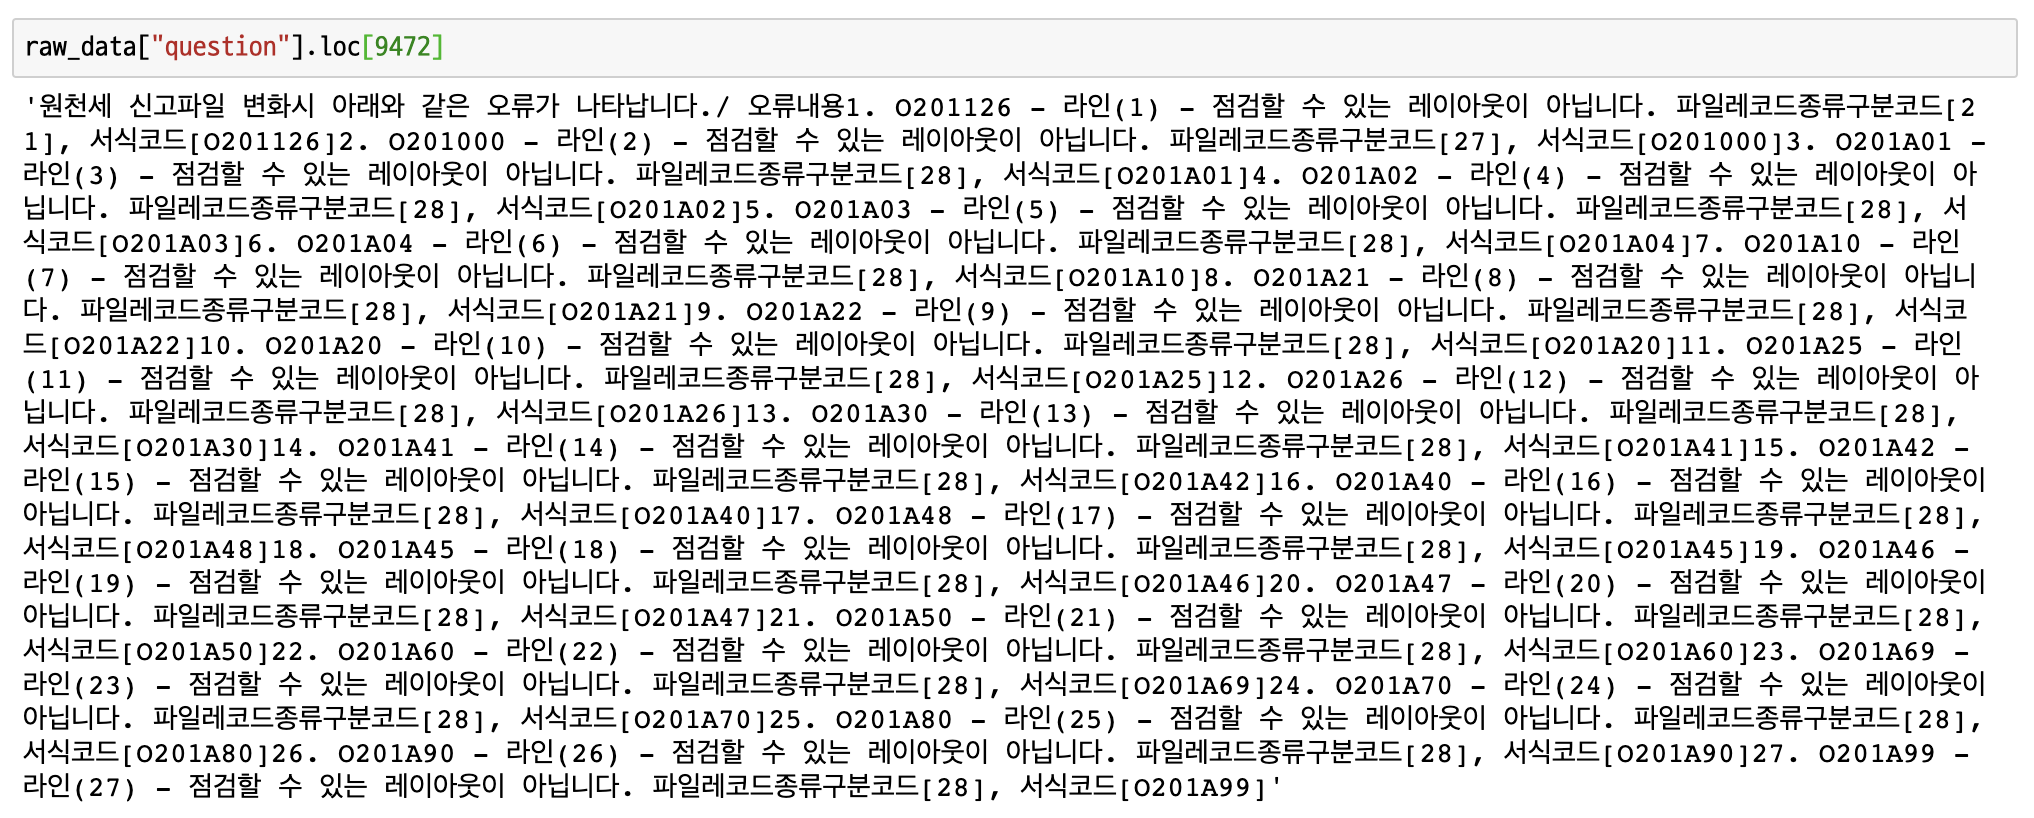 raw_data["question"].loc[9472]
'원천세 신고파일 변화시 아래와 같은 오류가 나타납니다./ 오류내용1. O201126 – 라인(1) – 점검할 수 있는 레이아웃이 아닙니다. 파일레코드종류구분코드[2
1], 서식코드[O201126]2. O201000 – 라인(2) – 점검할 수 있는 레이아웃이 아닙니다. 파일레코드종류구분코드[27], 서식코드[O201000]3. O201A01 –
라인(3) – 점검할 수 있는 레이아웃이 아닙니다. 파일레코드종류구분코드[28], 서식코드[O201A01]4. O201A02 – 라인(4) – 점검할 수 있는 레이아웃이 아
닙니다. 파일레코드종류구분코드[28], 서식코드[O201A02]5. O201A03 – 라인(5) – 점검할 수 있는 레이아웃이 아닙니다. 파일레코드종류구분코드[28], 서
식코드[O201A03]6. O201A04 – 라인(6) – 점검할 수 있는 레이아웃이 아닙니다. 파일레코드종류구분코드[28], 서식코드[O201A04]7. O201A10 – 라인
(7) – 점검할 수 있는 레이아웃이 아닙니다. 파일레코드종류구분코드[28], 서식코드[O201A10]8. O201A21 – 라인(8) – 점검할 수 있는 레이아웃이 아닙니
다. 파일레코드종류구분코드[28], 서식코드[O201A21]9. O201A22 – 라인(9) – 점검할 수 있는 레이아웃이 아닙니다. 파일레코드종류구분코드[28], 서식코
드[O201A22]10. O201A20 – 라인(10) – 점검할 수 있는 레이아웃이 아닙니다. 파일레코드종류구분코드[28], 서식코드[O201A20]11. O201A25 – 라인
(11) – 점검할 수 있는 레이아웃이 아닙니다. 파일레코드종류구분코드[28], 서식코드[O201A25]12. O201A26 – 라인(12) – 점검할 수 있는 레이아웃이 아
닙니다. 파일레코드종류구분코드[28], 서식코드[O201A26]13. O201A30 – 라인(13) – 점검할 수 있는 레이아웃이 아닙니다. 파일레코드종류구분코드[28],
서식코드[O201A30]14. O201A41 – 라인(14) – 점검할 수 있는 레이아웃이 아닙니다. 파일레코드종류구분코드[28], 서식코드[O201A41]15. O201A42 –
라인(15) – 점검할 수 있는 레이아웃이 아닙니다. 파일레코드종류구분코드[28], 서식코드[O201A42]16. O201A40 – 라인(16) – 점검할 수 있는 레이아웃이
아닙니다. 파일레코드종류구분코드[28], 서식코드[O201A40]17. O201A48 – 라인(17) – 점검할 수 있는 레이아웃이 아닙니다. 파일레코드종류구분코드[28],
서식코드[O201A48]18. O201A45 – 라인(18) – 점검할 수 있는 레이아웃이 아닙니다. 파일레코드종류구분코드[28], 서식코드[O201A45]19. O201A46 –
라인(19) – 점검할 수 있는 레이아웃이 아닙니다. 파일레코드종류구분코드[28], 서식코드[O201A46]20. O201A47 – 라인(20) – 점검할 수 있는 레이아웃이
아닙니다. 파일레코드종류구분코드[28], 서식코드[O201A47]21. O201A50 – 라인(21) – 점검할 수 있는 레이아웃이 아닙니다. 파일레코드종류구분코드[28],
서식코드[O201A50]22. O201A60 – 라인(22) – 점검할 수 있는 레이아웃이 아닙니다. 파일레코드종류구분코드[28], 서식코드[O201A60]23. O201A69 –
라인(23) – 점검할 수 있는 레이아웃이 아닙니다. 파일레코드종류구분코드[28], 서식코드[O201A69]24. O201A70 – 라인(24) – 점검할 수 있는 레이아웃이
아닙니다. 파일레코드종류구분코드[28], 서식코드[O201A70]25. O201A80 – 라인(25) – 점검할 수 있는 레이아웃이 아닙니다. 파일레코드종류구분코드[28],
서식코드[O201A80]26. O201A90 – 라인(26) – 점검할 수 있는 레이아웃이 아닙니다. 파일레코드종류구분코드[28], 서식코드[O201A90]27. O201A99 –
라인(27) – 점검할 수 있는 레이아웃이 아닙니다. 파일레코드종류구분코드[28], 서식코드[O201A99]'